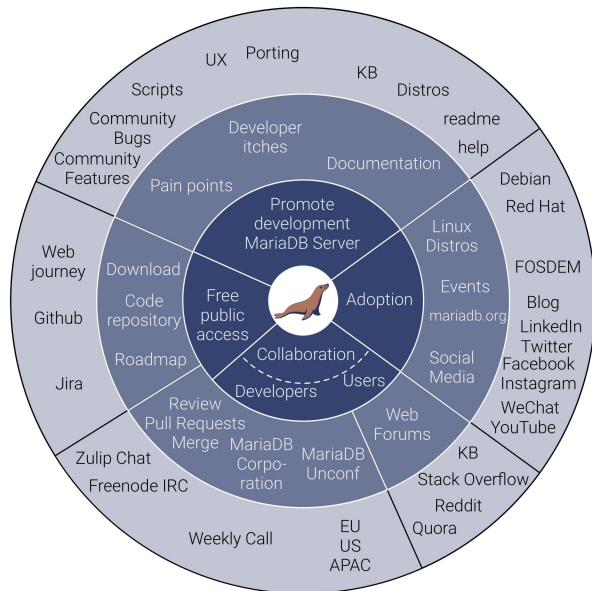 UX
Porting
KB
Scripts
Distros
Community
Bugs
readme
Community
Features
help
Developer
itches
Documentation
Pain points
Promote
development
MariaDB Server
Debian
Red Hat
FOSDEM
Blog
LinkedIn
Twitter
Facebook
Instagram
WeChat
YouTube
Linux
Distros
Events
mariadb.org
Social
Media
Adoption
Web
journey
Github
Jira
Download
Code
repository
Roadmap
Free
public
access
Collaboration
Developers
Users
Review
Pull Requests
Merge
MariaDB
Corpo-
ration
MariaDB
Unconf
Web
Forums
Zulip Chat
Freenode IRC
Weekly Call
EU
US
APAC
KB
Stack Overflow
Reddit
Quora